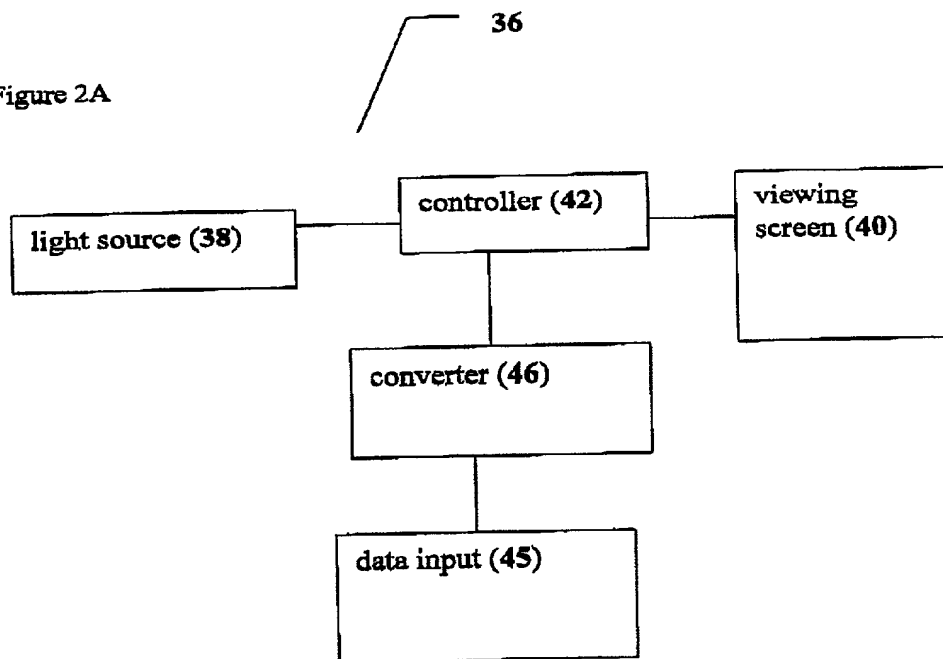 36
Figure 2A
controller (42)
viewing
screen (40)
light source (38)
converter (46)
data input (45)